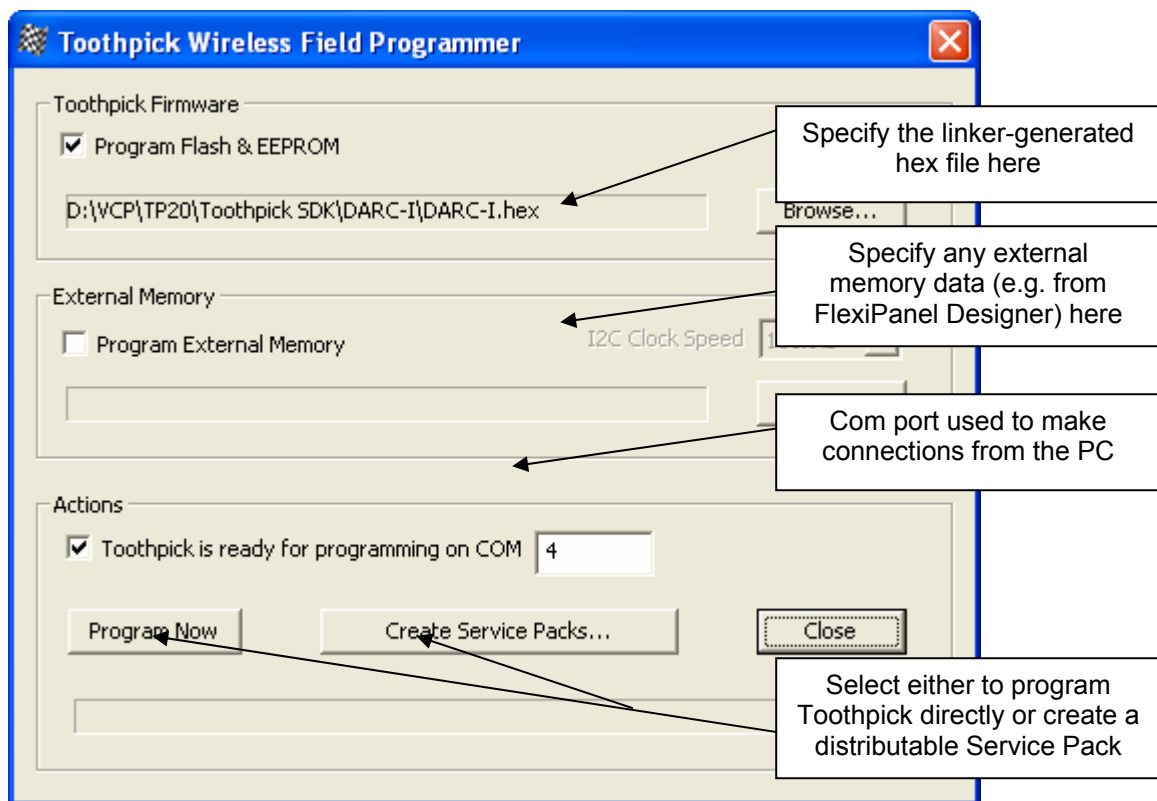 Toothpick Wireless Field Programmer
Toothpick Firmware
Program Flash & EEPROM
D:\VCP\TP20\Toothpick SDK\DARC-I\DARC-I.hex
Browse...
Specify the linker-generated
hex file here
External Memory
Program External Memory
I2C Clock Speed
Specify any external
memory data (e.g. from
FlexiPanel Designer) here
Com port used to make
connections from the PC
Actions
Toothpick is ready for programming on COM 4
Program Now
Create Service Packs...
Close
Select either to program
Toothpick directly or create a
distributable Service Pack